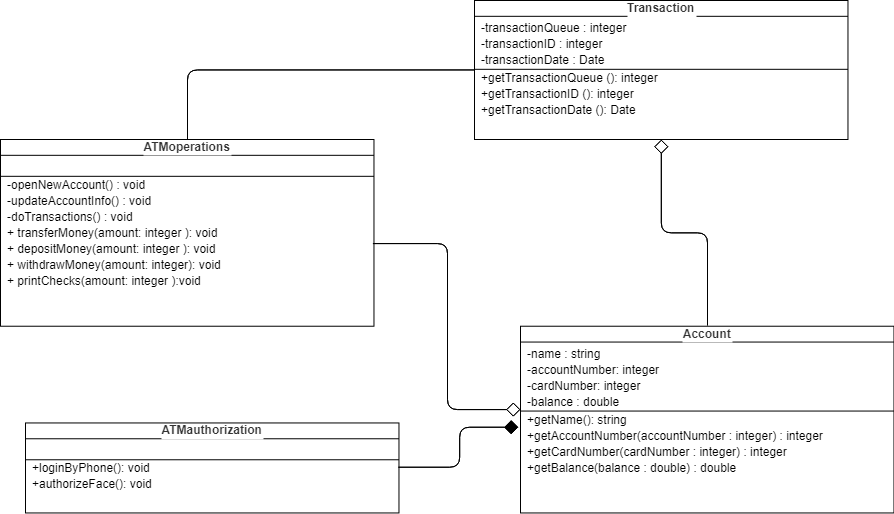 Transaction
-transactionQueue : integer
-transactionID : integer
-transactionDate : Date
+getTransactionQueue (): integer
+getTransactionID (): integer
+getTransactionDate (): Date
ATMoperations
-openNewAccount() : void
-updateAccountInfo() : void
-doTransactions() : void
+ transferMoney(amount: integer ): void
+ depositMoney(amount: integer ): void
+ withdrawMoney(amount: integer): void
+ printChecks(amount: integer ):void
Account
-name : string
-accountNumber: integer
-cardNumber: integer
-balance : double
+getName(): string
+getAccountNumber(accountNumber : integer) : integer
+getCardNumber(cardNumber : integer) : integer
+getBalance(balance : double) : double
ATMauthorization
+loginByPhone(): void
+authorizeFace(): void